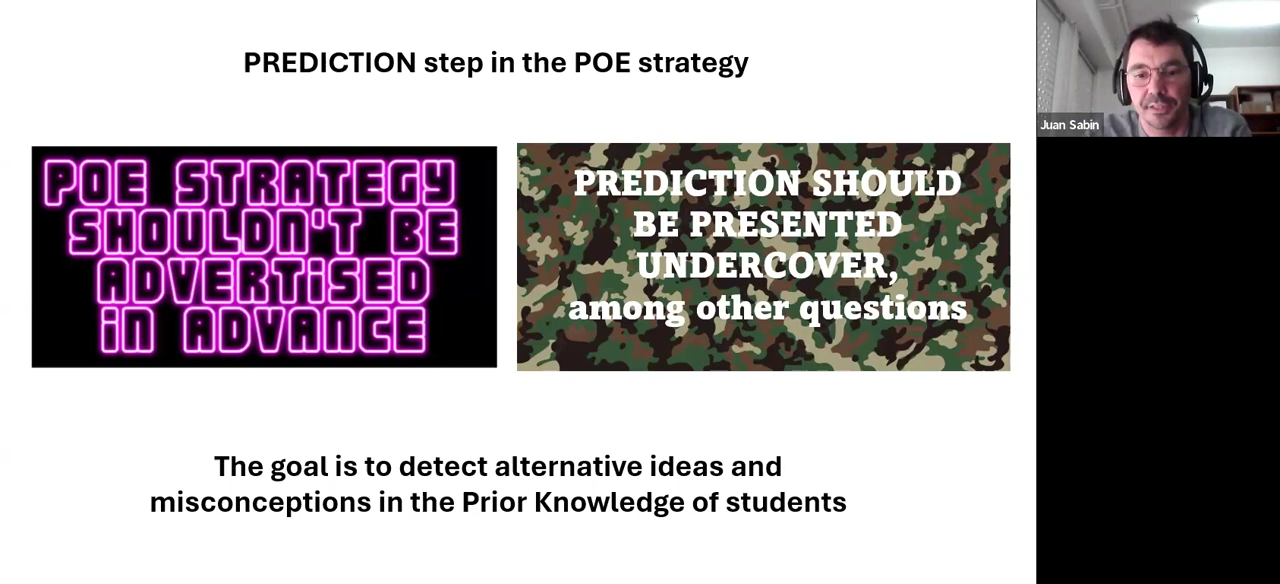 PREDICTION step in the POE strategy
POE STRATEGY
SHOULDN'T BE
ADVERTiSED
iN ADVANCE
PREDICTION SHOULD
BE PRESENTED
UNDERCOVER,
among other questions
The goal is to detect alternative ideas and
misconceptions in the Prior Knowledge of students
Juan Sabin